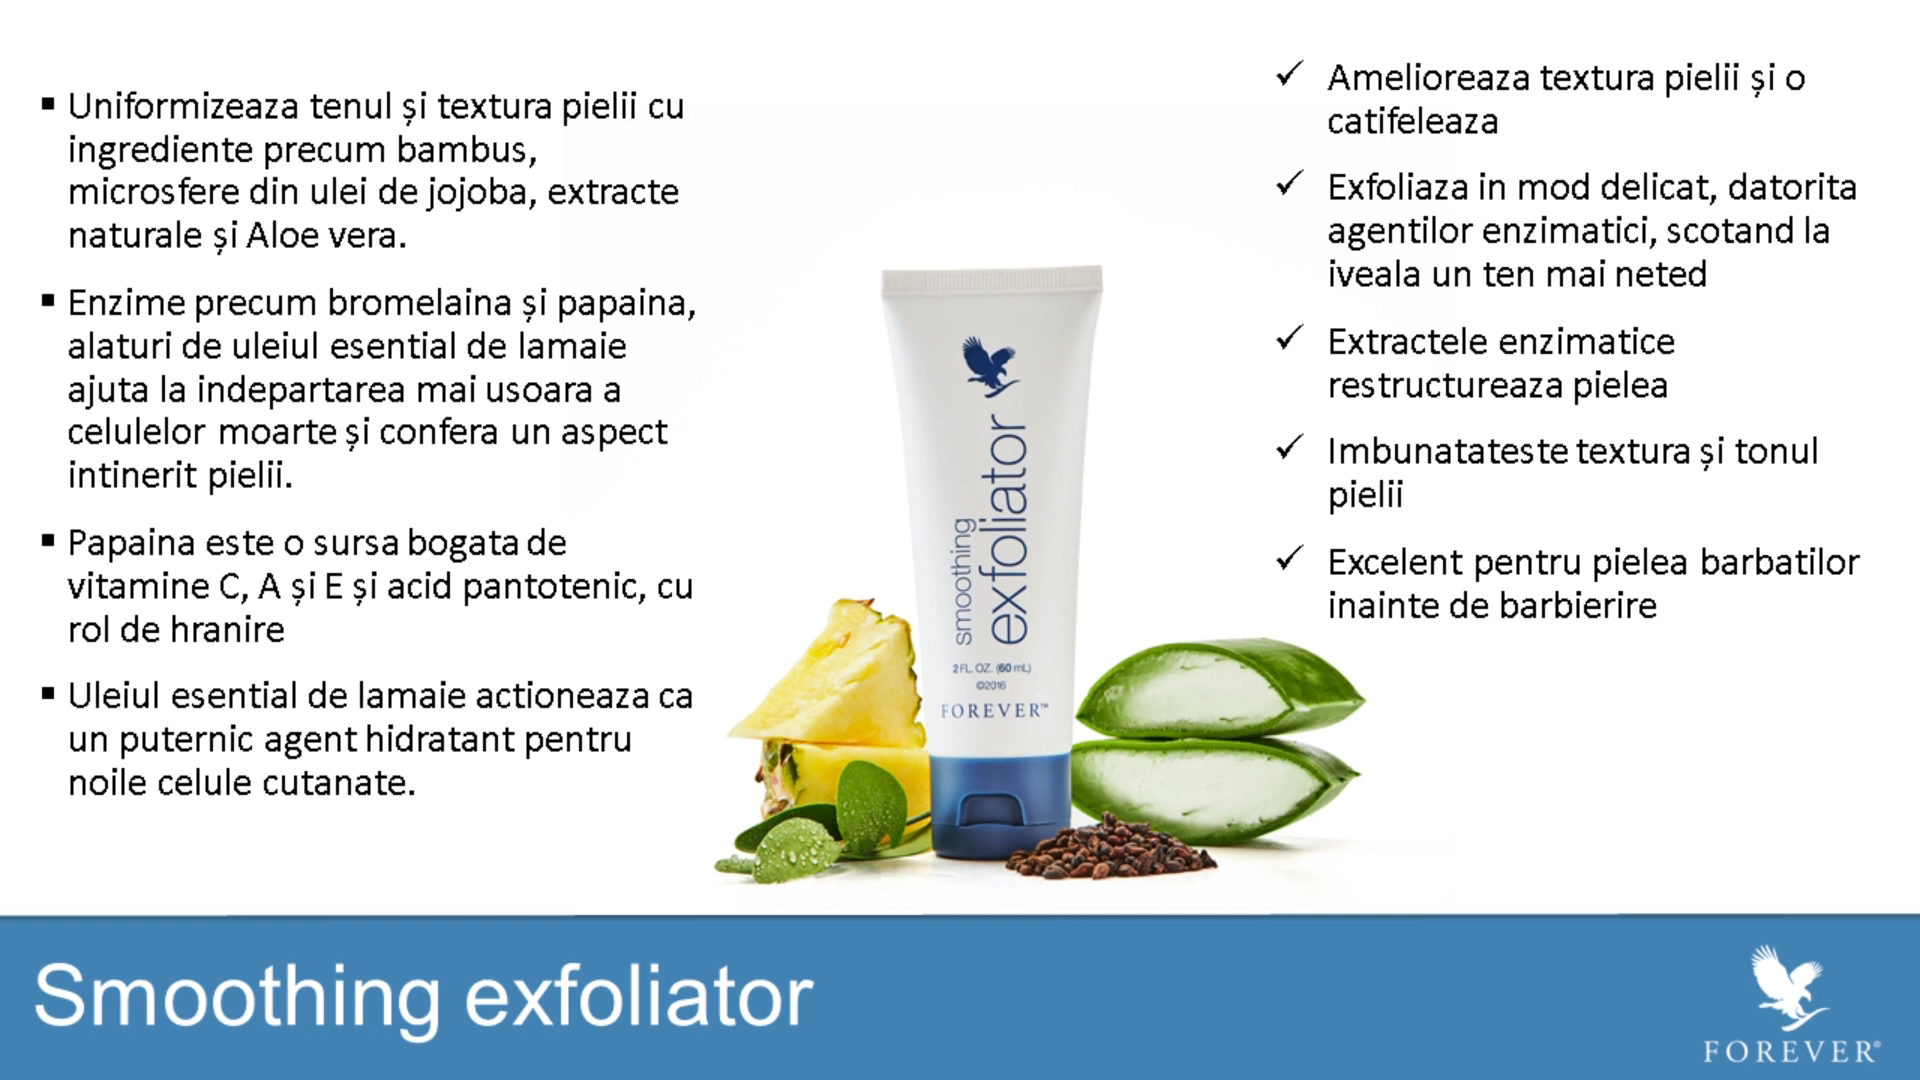 Uniformizeaza tenul și textura pielii cu
ingrediente precum bambus,
microsfere din ulei de jojoba, extracte
naturale și Aloe vera.
Enzime precum bromelaina și papaina,
alaturi de uleiul esential de lamaie
ajuta la indepartarea mai usoara a
celulelor moarte și confera un aspect
intinerit pielii.
Papaina este o sursa bogata de
vitamine C, A și E și acid pantotenic, cu
rol de hranire
Uleiul esential de lamaie actioneaza ca
un puternic agent hidratant pentru
noile celule cutanate.
smoothing
exfoliator
2 FL. OZ. (60 mL)
©2016
FOREVER™
Amelioreaza textura pielii și o
catifeleaza
Exfoliaza in mod delicat, datorita
agentilor enzimatici, scotand la
iveala un ten mai neted
Extractele enzimatice
restructureaza pielea
Imbunatateste textura și tonul
pielii
Excelent pentru pielea barbatilor
inainte de barbierire
Smoothing exfoliator
FOREVER®